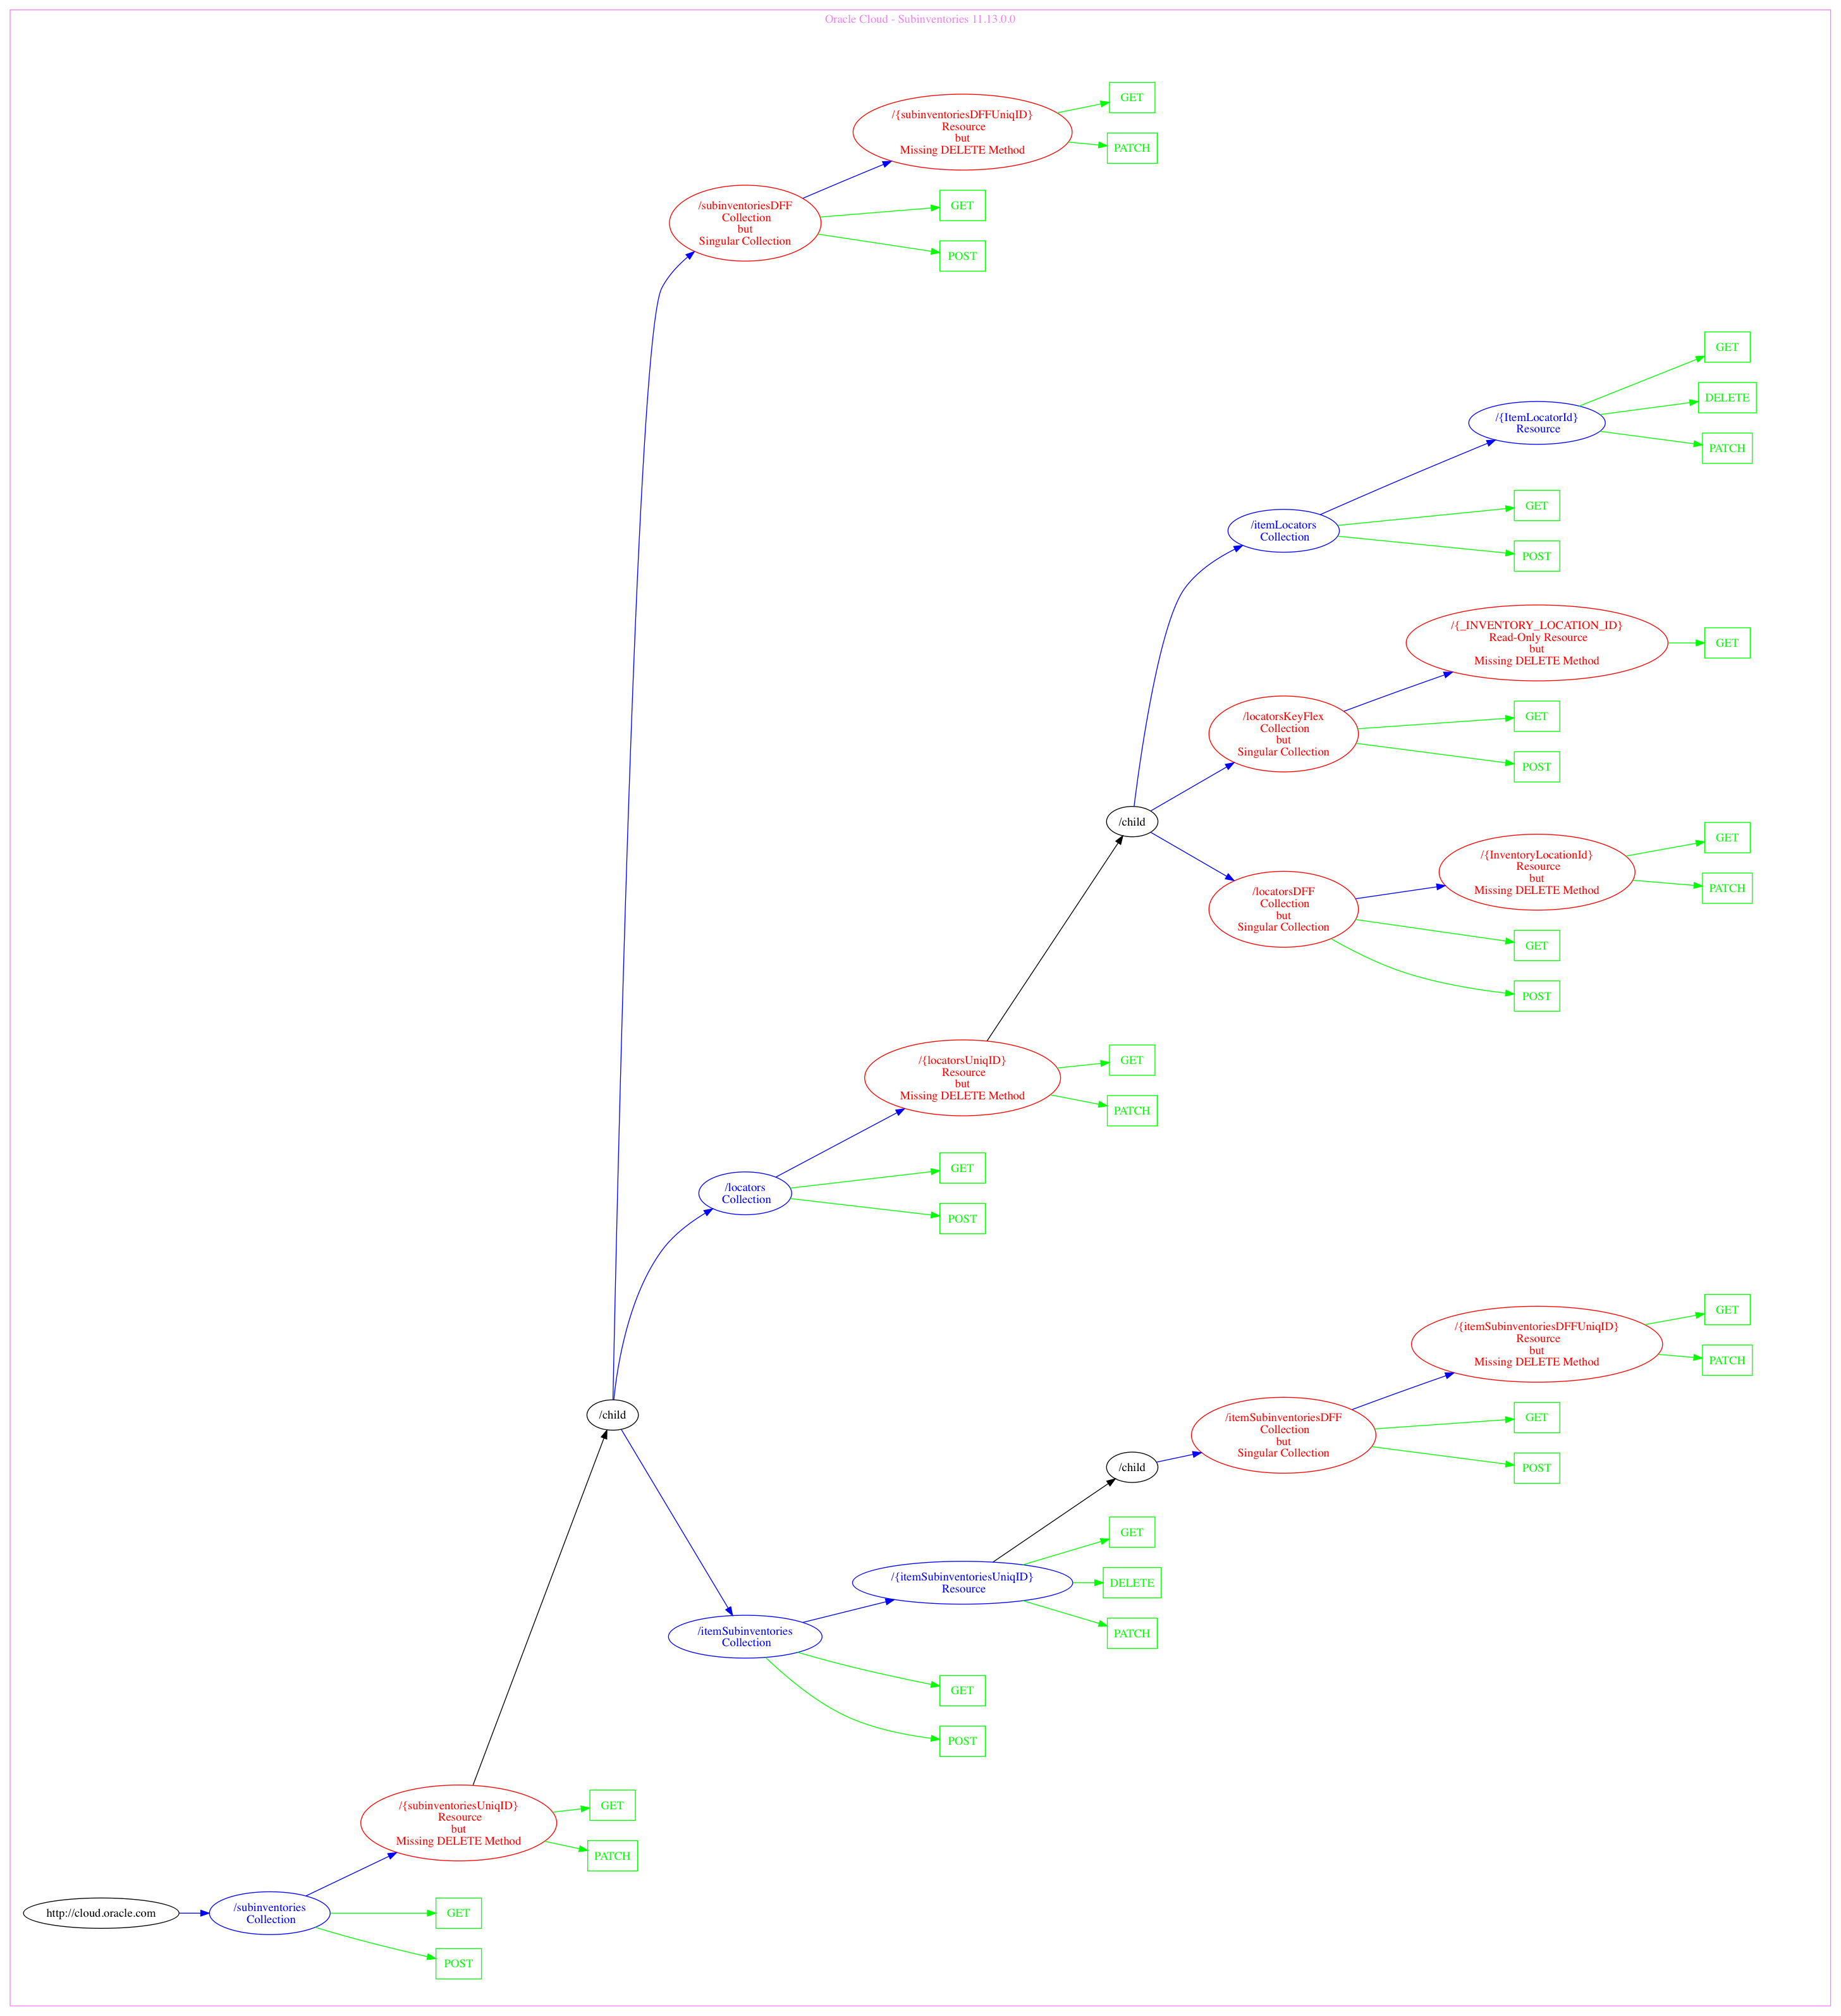 Oracle Cloud - Subinventories 11.13.0.0
/{subinventoriesDFFUniqID}
Resource
but
Missing DELETE Method
GET
PATCH
/subinventoriesDFF
Collection
but
Singular Collection
GET
POST
/{ItemLocatorId}
Resource
GET
DELETE
PATCH
/itemLocators
Collection
GET
POST
/{_INVENTORY_LOCATION_ID}
Read-Only Resource
but
Missing DELETE Method
GET
/locatorsKeyFlex
Collection
but
Singular Collection
GET
POST
/child
/{InventoryLocationId}
Resource
but
Missing DELETE Method
GET
PATCH
/locatorsDFF
Collection
but
Singular Collection
GET
POST
/{locatorsUniqID}
Resource
but
Missing DELETE Method
GET
PATCH
/locators
Collection
GET
POST
/{itemSubinventoriesDFFUniqID}
Resource
but
Missing DELETE Method
GET
PATCH
/child
/itemSubinventoriesDFF
Collection
but
Singular Collection
GET
POST
/child
/{itemSubinventoriesUniqID}
Resource
GET
DELETE
PATCH
/itemSubinventories
Collection
GET
POST
/{subinventoriesUniqID}
Resource
but
Missing DELETE Method
GET
PATCH
http://cloud.oracle.com
/subinventories
Collection
GET
POST